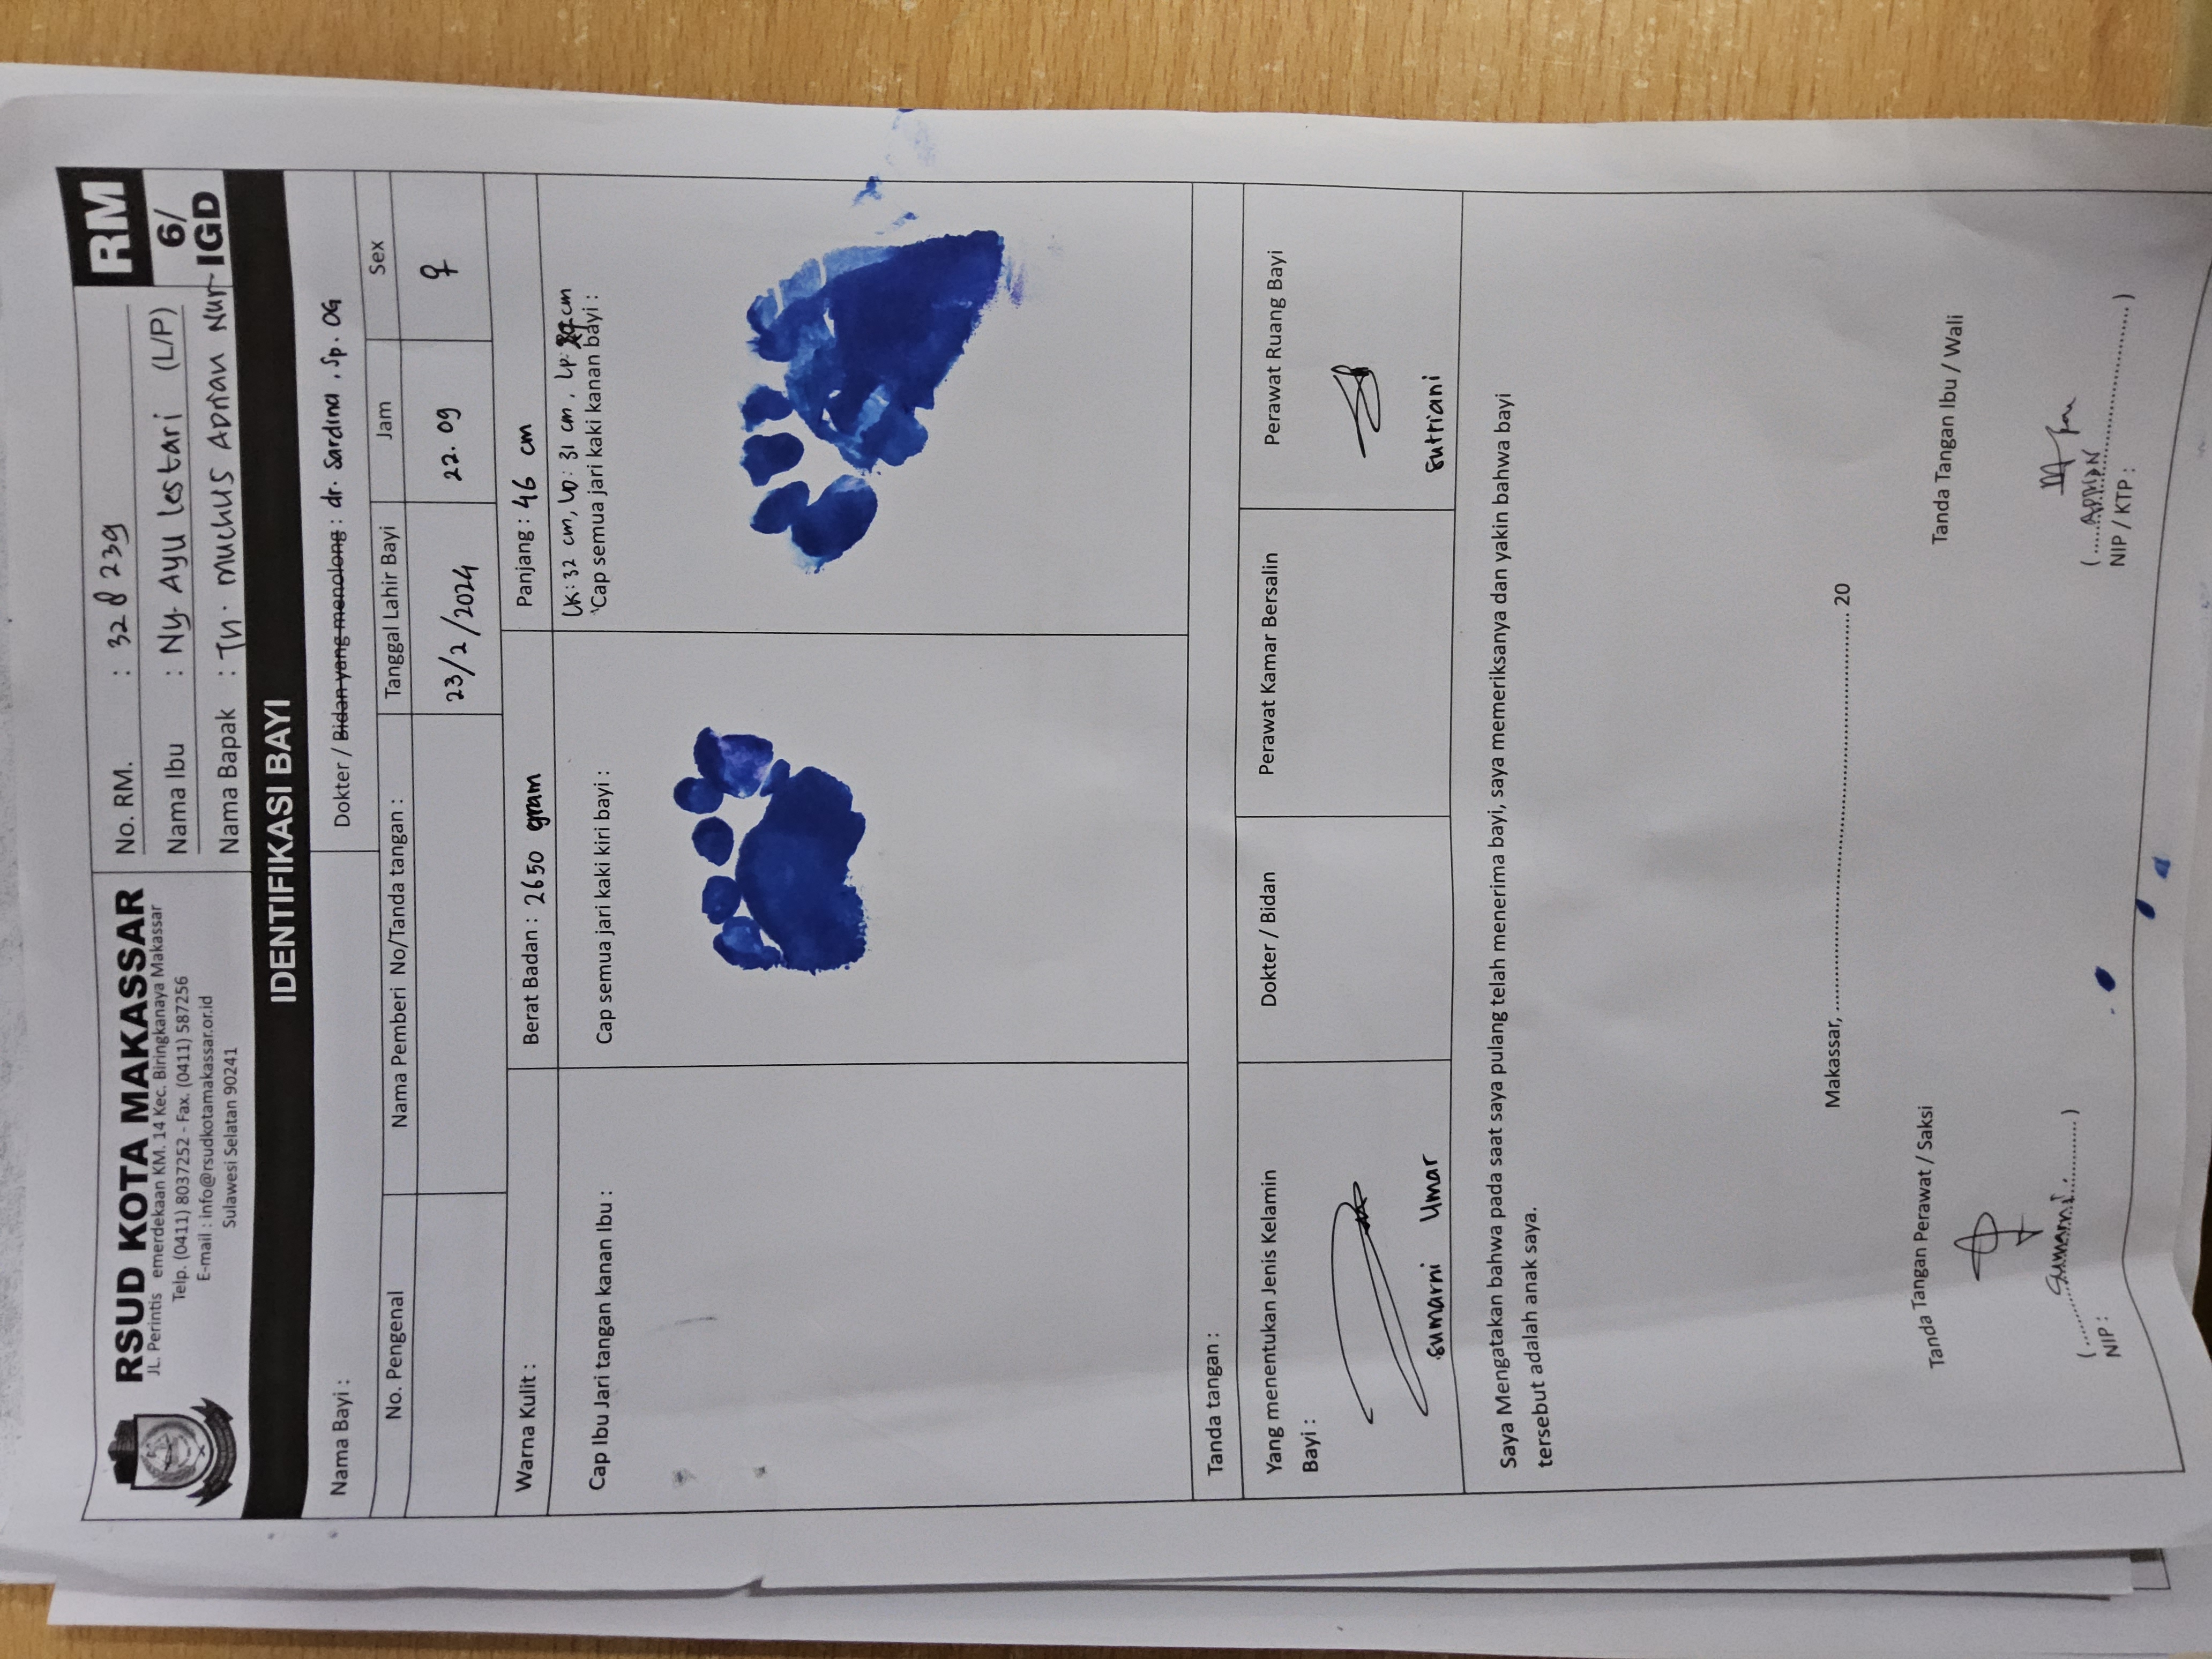 RSUD KOTA MAKASSAR
JL. Perintis emerdekaan KM. 14 Kec. Biringkanaya Makassar
Telp. (0411) 8037252 - Fax. (0411) 587256
E-mail : info@rsudkotamakassar.or.id
Sulawesi Selatan 90241
No. RM. : 328239
Nama Ibu : Ny. Ayu Lestari (L/P)
Nama Bapak : Tn. Muchus Adnan Nur
RM
6/
IGD
IDENTIFIKASI BAYI
Nama Bayi :
Dokter / Bidan yang menolong : dr. Sardina, Sp. OG
No. Pengenal
Nama Pemberi No/Tanda tangan :
Tanggal Lahir Bayi
Jam
Sex
23/2/2024
22.09
♀
Warna Kulit :
Berat Badan : 2650 gram
Panjang : 46 cm
LK: 32 cm, LD: 31 cm, LP: cm
Cap Ibu Jari tangan kanan Ibu :
Cap semua jari kaki kiri bayi :
Cap semua jari kaki kanan bayi :
Tanda tangan :
Yang menentukan Jenis Kelamin
Bayi :
Dokter / Bidan
Perawat Kamar Bersalin
Perawat Ruang Bayi
Sumarni Umar
Sutriani
Saya Mengatakan bahwa pada saat saya pulang telah menerima bayi, saya memeriksanya dan yakin bahwa bayi
tersebut adalah anak saya.
Makassar, .................................................. 20
Tanda Tangan Perawat / Saksi
Tanda Tangan Ibu / Wali
NIP :
NIP / KTP :